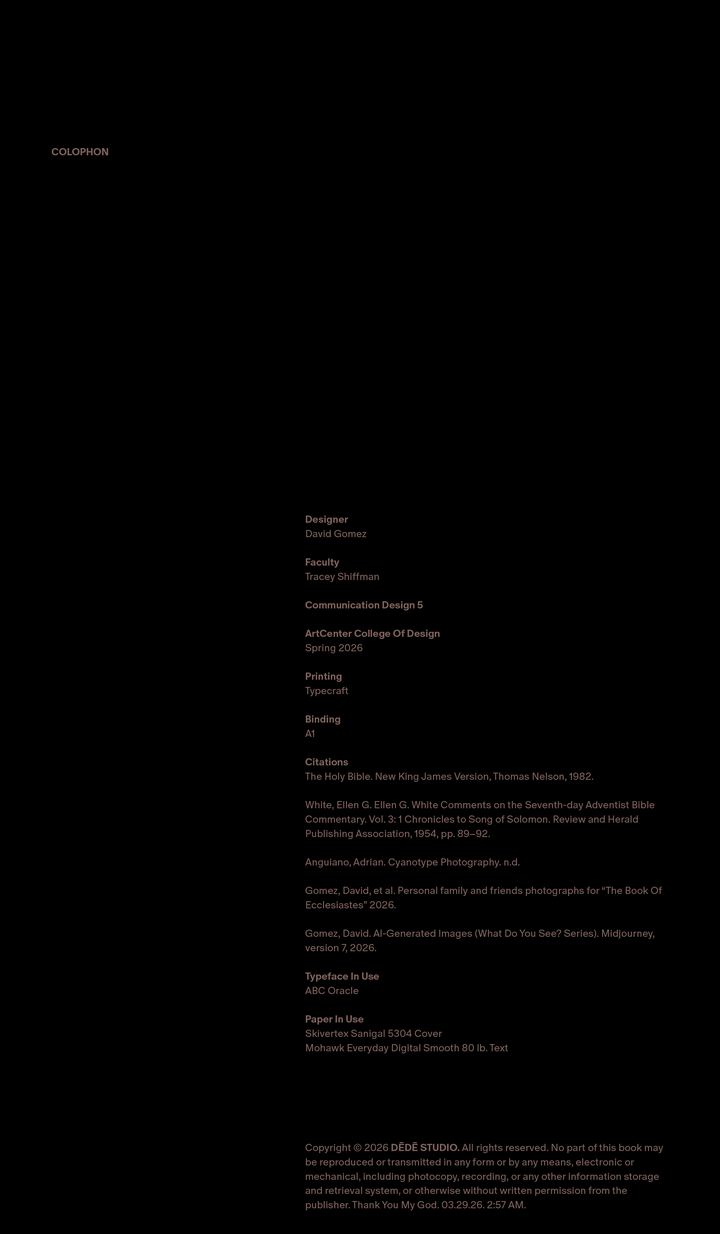 COLOPHON
Designer
David Gomez
Faculty
Tracey Shiffman
Communication Design 5
ArtCenter College Of Design
Spring 2026
Printing
Typecraft
Binding
A1
Citations
The Holy Bible. New King James Version, Thomas Nelson, 1982.
White, Ellen G. Ellen G. White Comments on the Seventh-day Adventist Bible
Commentary. Vol. 3: 1 Chronicles to Song of Solomon. Review and Herald
Publishing Association, 1954, pp. 89–92.
Anguiano, Adrian. Cyanotype Photography. n.d.
Gomez, David, et al. Personal family and friends photographs for “The Book Of
Ecclesiastes” 2026.
Gomez, David. AI-Generated Images (What Do You See? Series). Midjourney,
version 7, 2026.
Typeface In Use
ABC Oracle
Paper In Use
Skivertex Sanigal 5304 Cover
Mohawk Everyday Digital Smooth 80 lb. Text
Copyright © 2026 DĒDĒ STUDIO. All rights reserved. No part of this book may
be reproduced or transmitted in any form or by any means, electronic or
mechanical, including photocopy, recording, or any other information storage
and retrieval system, or otherwise without written permission from the
publisher. Thank You My God. 03.29.26. 2:57 AM.